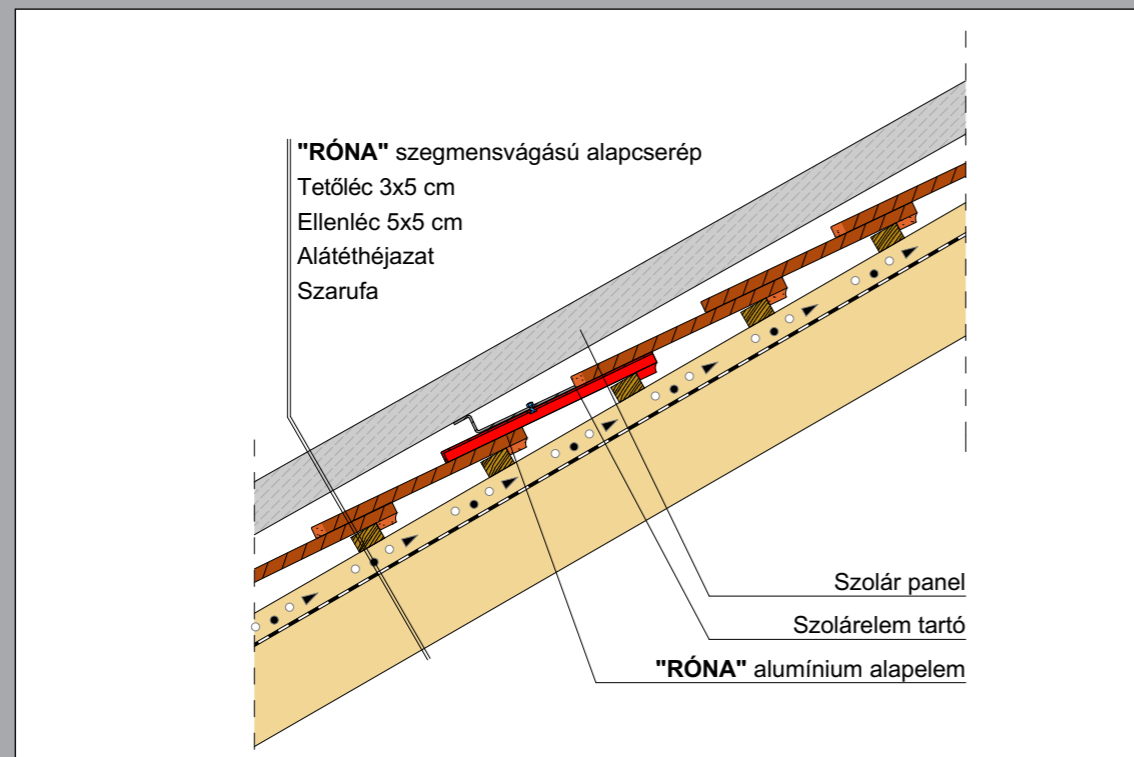 "RÓNA" szegmensvágású alapcserép
Tetőléc 3x5 cm
Ellenléc 5x5 cm
Alátéthéjazat
Szarufa
Szolár panel
Szolárelem tartó
"RÓNA" alumínium alapelem